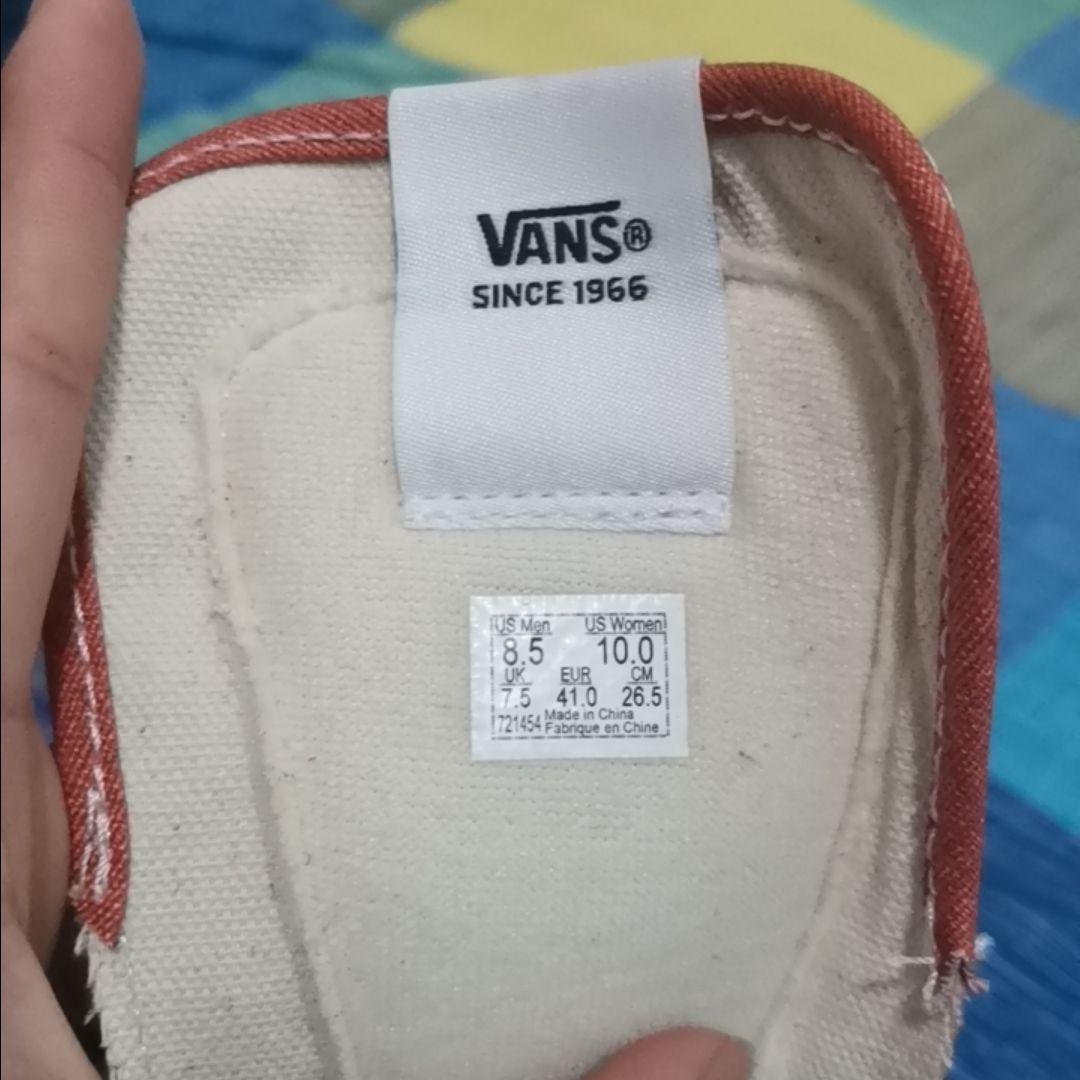 VANS®
SINCE 1966
US Men US Women
8.5 10.0
UK EUR CM
7.5 41.0 26.5
721454 Made in China
Fabrique en Chine